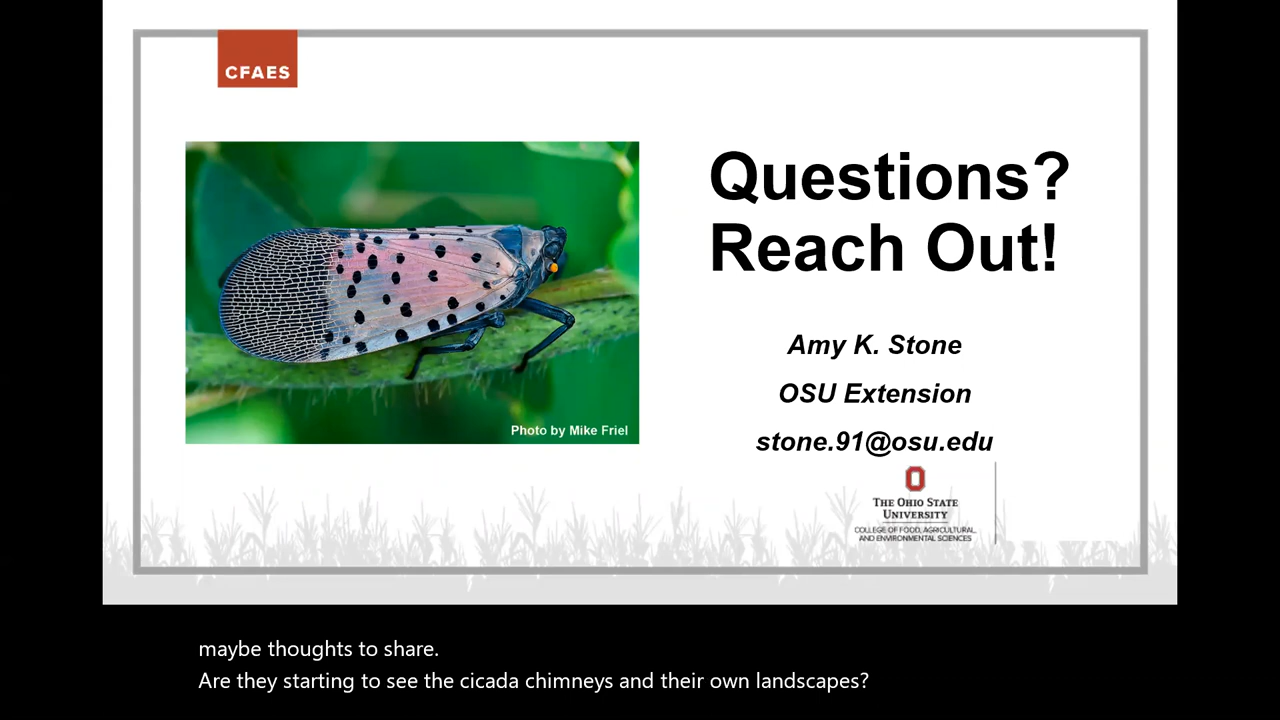 CFAES
Questions?
Reach Out!
Amy K. Stone
OSU Extension
stone.91@osu.edu
Photo by Mike Friel
O
THE OHIO STATE
UNIVERSITY
COLLEGE OF FOOD, AGRICULTURAL,
AND ENVIRONMENTAL SCIENCES
maybe thoughts to share.
Are they starting to see the cicada chimneys and their own landscapes?